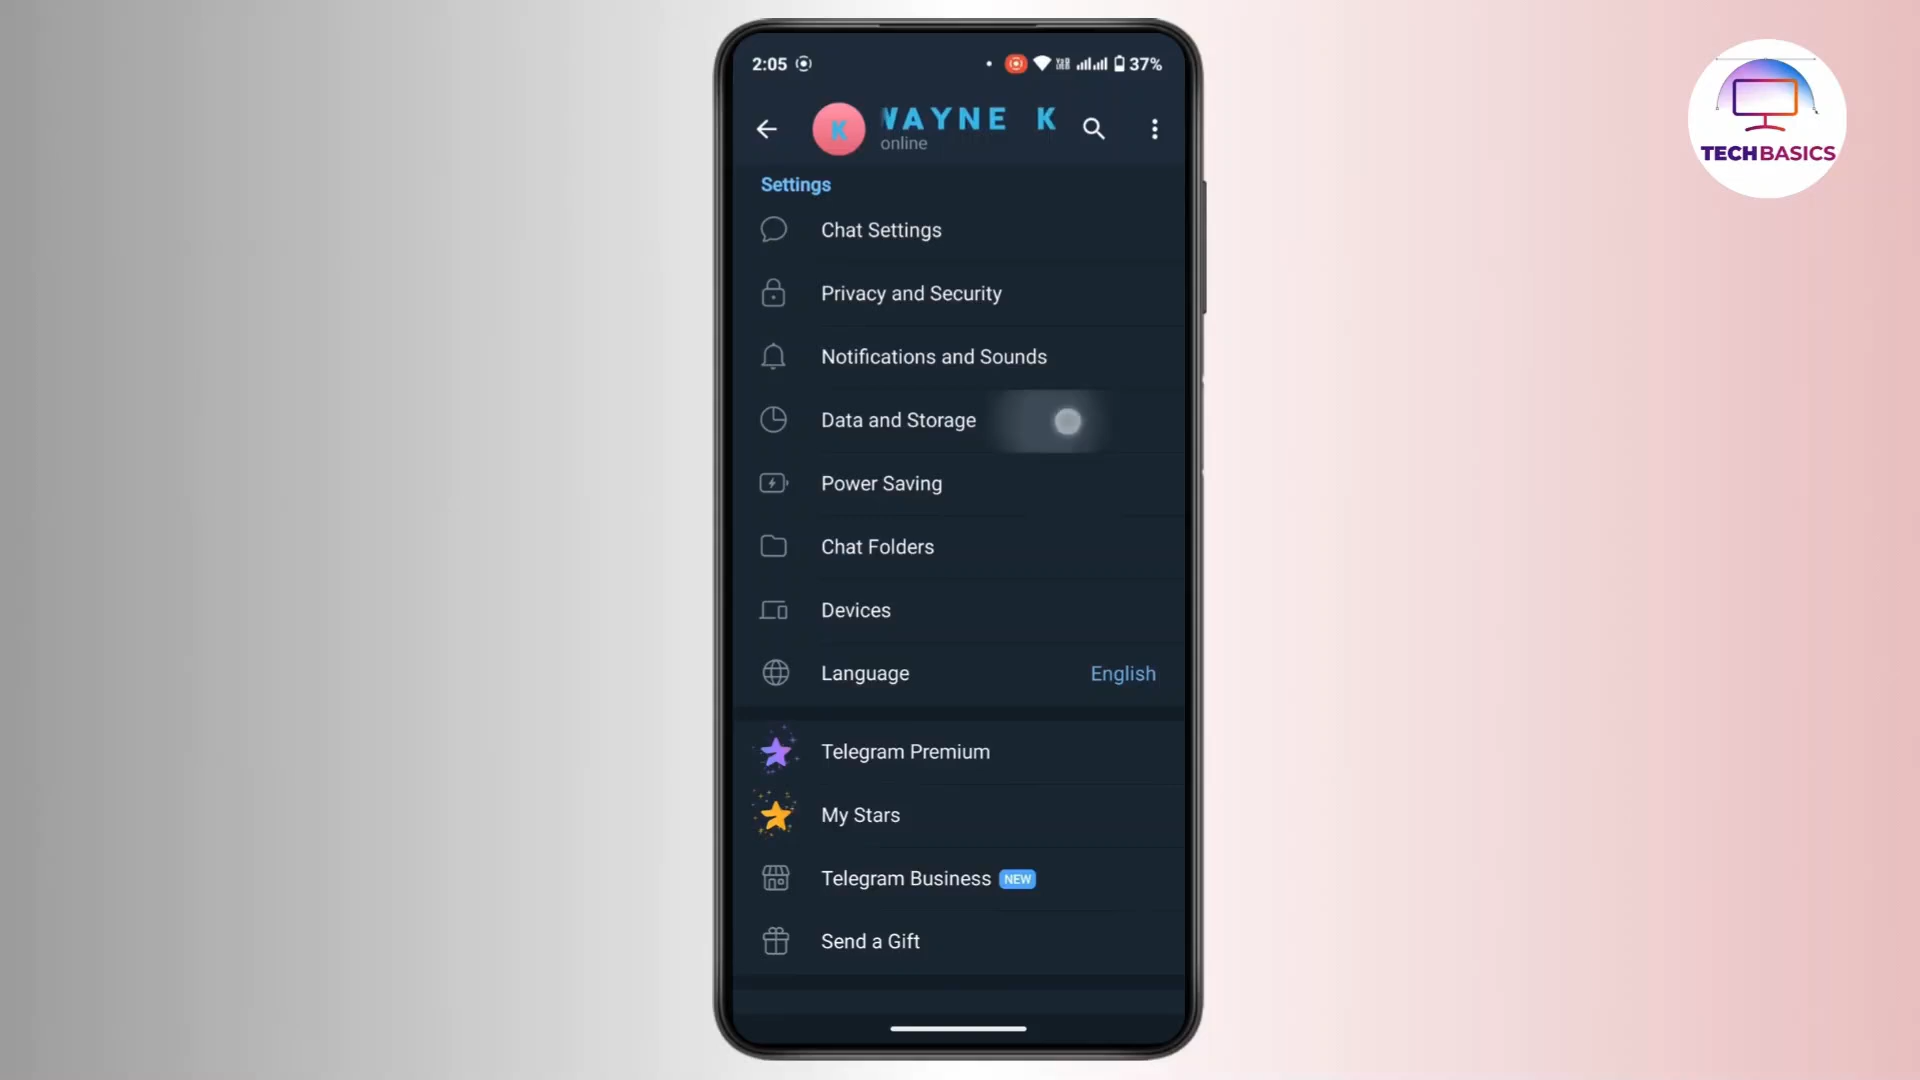 2:05
37%
WAYNE K
online
TECHBASICS
Settings
Chat Settings
Privacy and Security
Notifications and Sounds
Data and Storage
Power Saving
Chat Folders
Devices
Language English
Telegram Premium
My Stars
Telegram Business NEW
Send a Gift